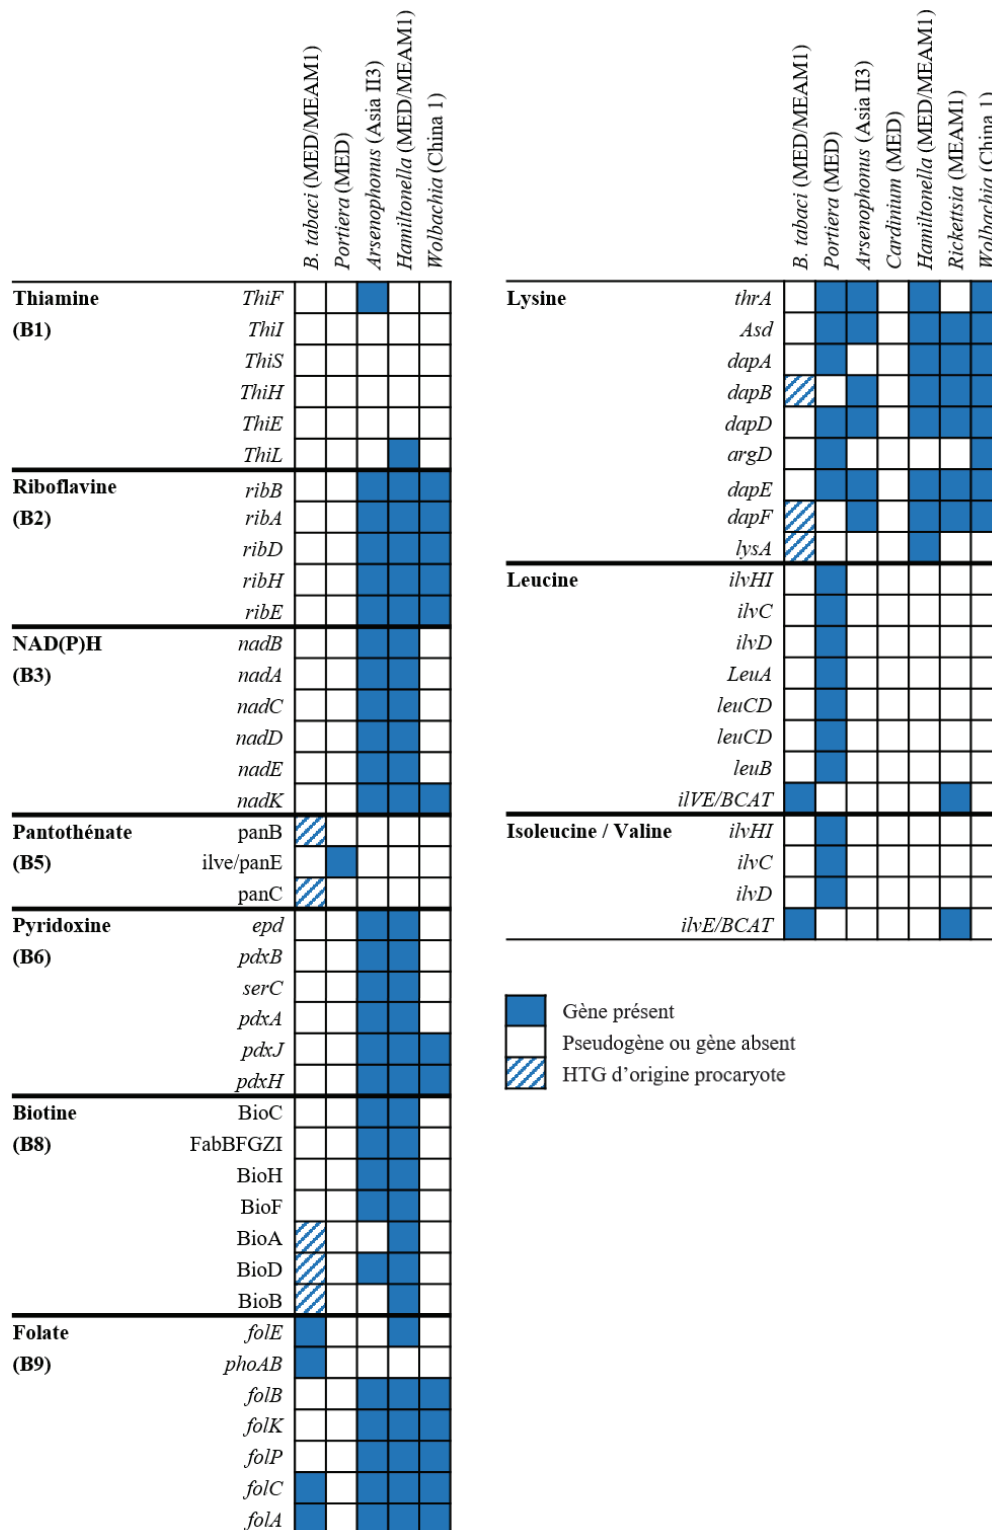 B. tabaci (MED/MEAM1)
Portiera (MED)
Arsenophonus (Asia II3)
Hamiltonella (MED/MEAM1)
Wolbachia (China 1)
Thiamine
(B1)
ThiF
ThiI
ThiS
ThiH
ThiE
ThiL
Riboflavine
(B2)
ribB
ribA
ribD
ribH
ribE
NAD(P)H
(B3)
nadB
nadA
nadC
nadD
nadE
nadK
Pantothénate
(B5)
panB
ilve/panE
panC
Pyridoxine
(B6)
epd
pdxB
serC
pdxA
pdxJ
pdxH
Biotine
(B8)
BioC
FabBFGZI
BioH
BioF
BioA
BioD
BioB
Folate
(B9)
folE
phoAB
folB
folK
folP
folC
folA
B. tabaci (MED/MEAM1)
Portiera (MED)
Arsenophonus (Asia II3)
Cardinium (MED)
Hamiltonella (MED/MEAM1)
Rickettsia (MEAM1)
Wolbachia (China 1)
Lysine
thrA
Asd
dapA
dapB
dapD
argD
dapE
dapF
lysA
Leucine
ilvHI
ilvC
ilvD
LeuA
leuCD
leuCD
leuB
ilVE/BCAT
Isoleucine / Valine
ilvHI
ilvC
ilvD
ilvE/BCAT
Gène présent
Pseudogène ou gène absent
HTG d'origine procaryote